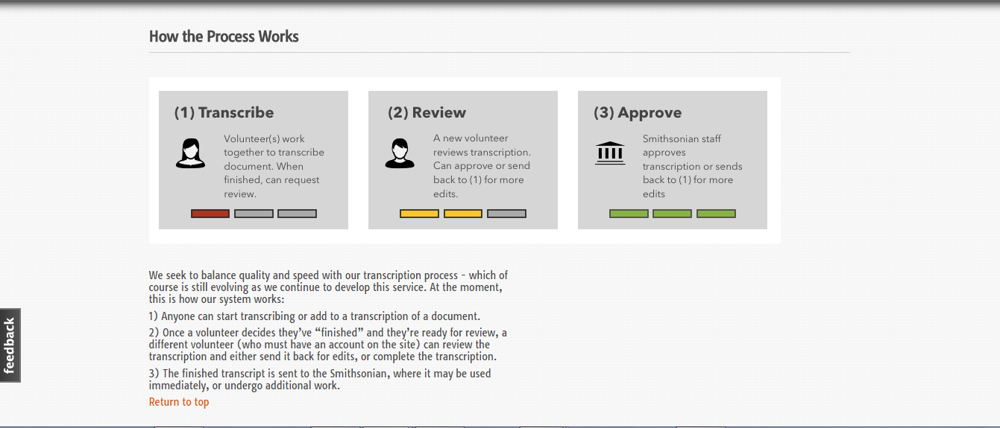 How the Process Works
(1) Transcribe
Volunteer(s) work
together to transcribe
document. When
finished, can request
review.
(2) Review
A new volunteer
reviews transcription.
Can approve or send
back to (1) for more
edits.
(3) Approve
Smithsonian staff
approves
transcription or sends
back to (1) for more
edits
We seek to balance quality and speed with our transcription process - which of
course is still evolving as we continue to develop this service. At the moment,
this is how our system works:
1) Anyone can start transcribing or add to a transcription of a document.
2) Once a volunteer decides they’ve “finished” and they’re ready for review, a
different volunteer (who must have an account on the site) can review the
transcription and either send it back for edits, or complete the transcription.
3) The finished transcript is sent to the Smithsonian, where it may be used
immediately, or undergo additional work.
Return to top
feedback